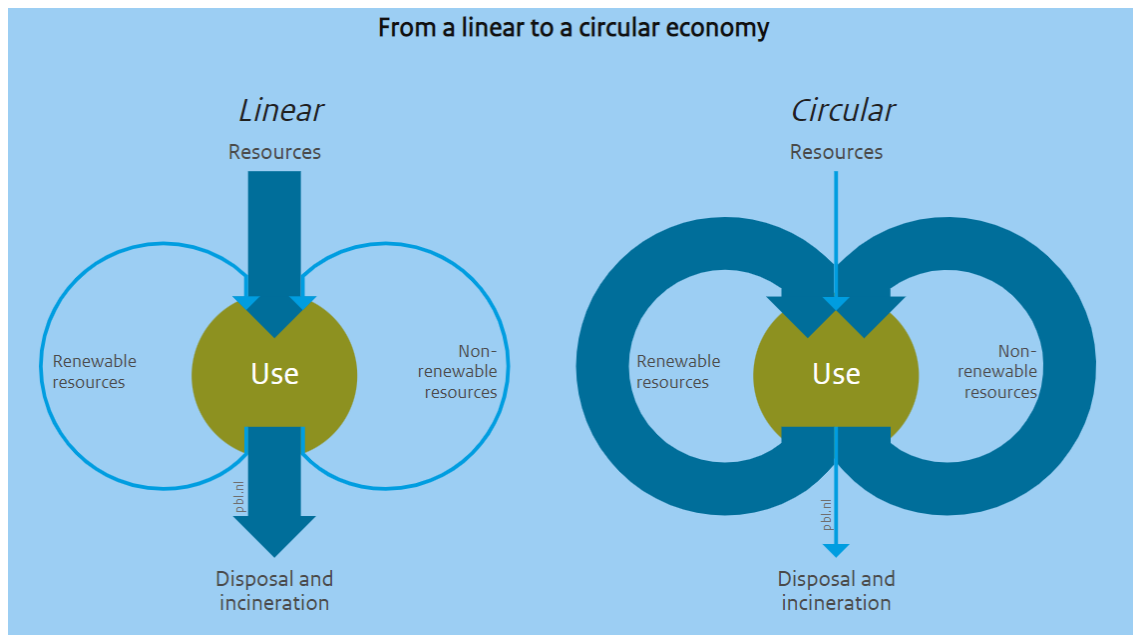 From a linear to a circular economy
Linear
Resources
Renewable
resources
Use
Non-
renewable
resources
pbl.nl
Disposal and
incineration
Circular
Resources
Renewable
resources
Use
Non-
renewable
resources
pbl.nl
Disposal and
incineration